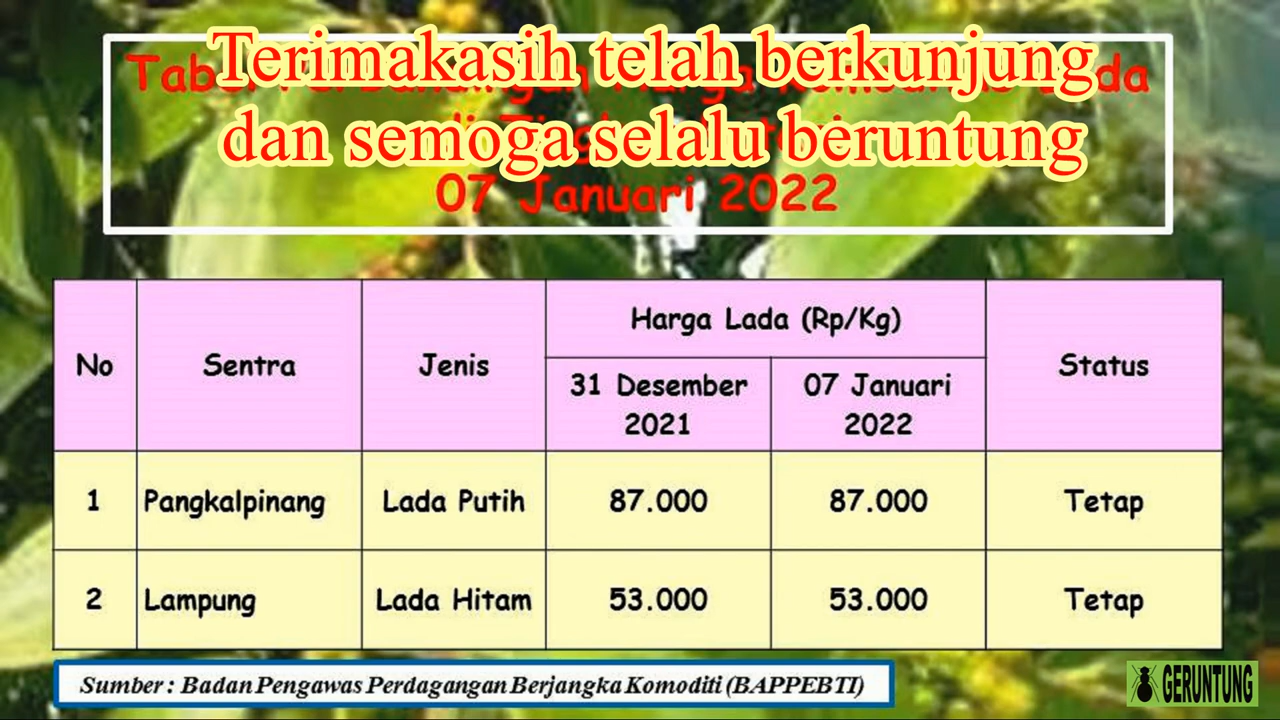 Terimakasih telah berkunjung
dan semoga selalu beruntung
07 Januari 2022
No Sentra Jenis Harga Lada (Rp/Kg) Status
31 Desember 2021 07 Januari 2022
1 Pangkalpinang Lada Putih 87.000 87.000 Tetap
2 Lampung Lada Hitam 53.000 53.000 Tetap
Sumber : Badan Pengawas Perdagangan Berjangka Komoditi (BAPPEBTI)
GERUNTUNG